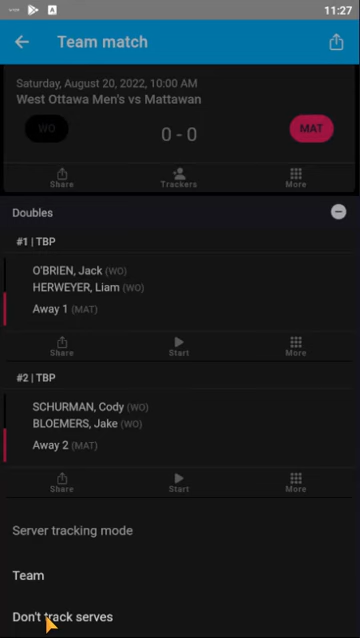 11:27
Team match
Saturday, August 20, 2022, 10:00 AM
West Ottawa Men's vs Mattawan
WO
0 - 0
MAT
Share
Trackers
More
Doubles
#1 | TBP
O'BRIEN, Jack (WO)
HERWEYER, Liam (WO)
Away 1 (MAT)
Share
Start
More
#2 | TBP
SCHURMAN, Cody (WO)
BLOEMERS, Jake (WO)
Away 2 (MAT)
Share
Start
More
Server tracking mode
Team
Don't track serves